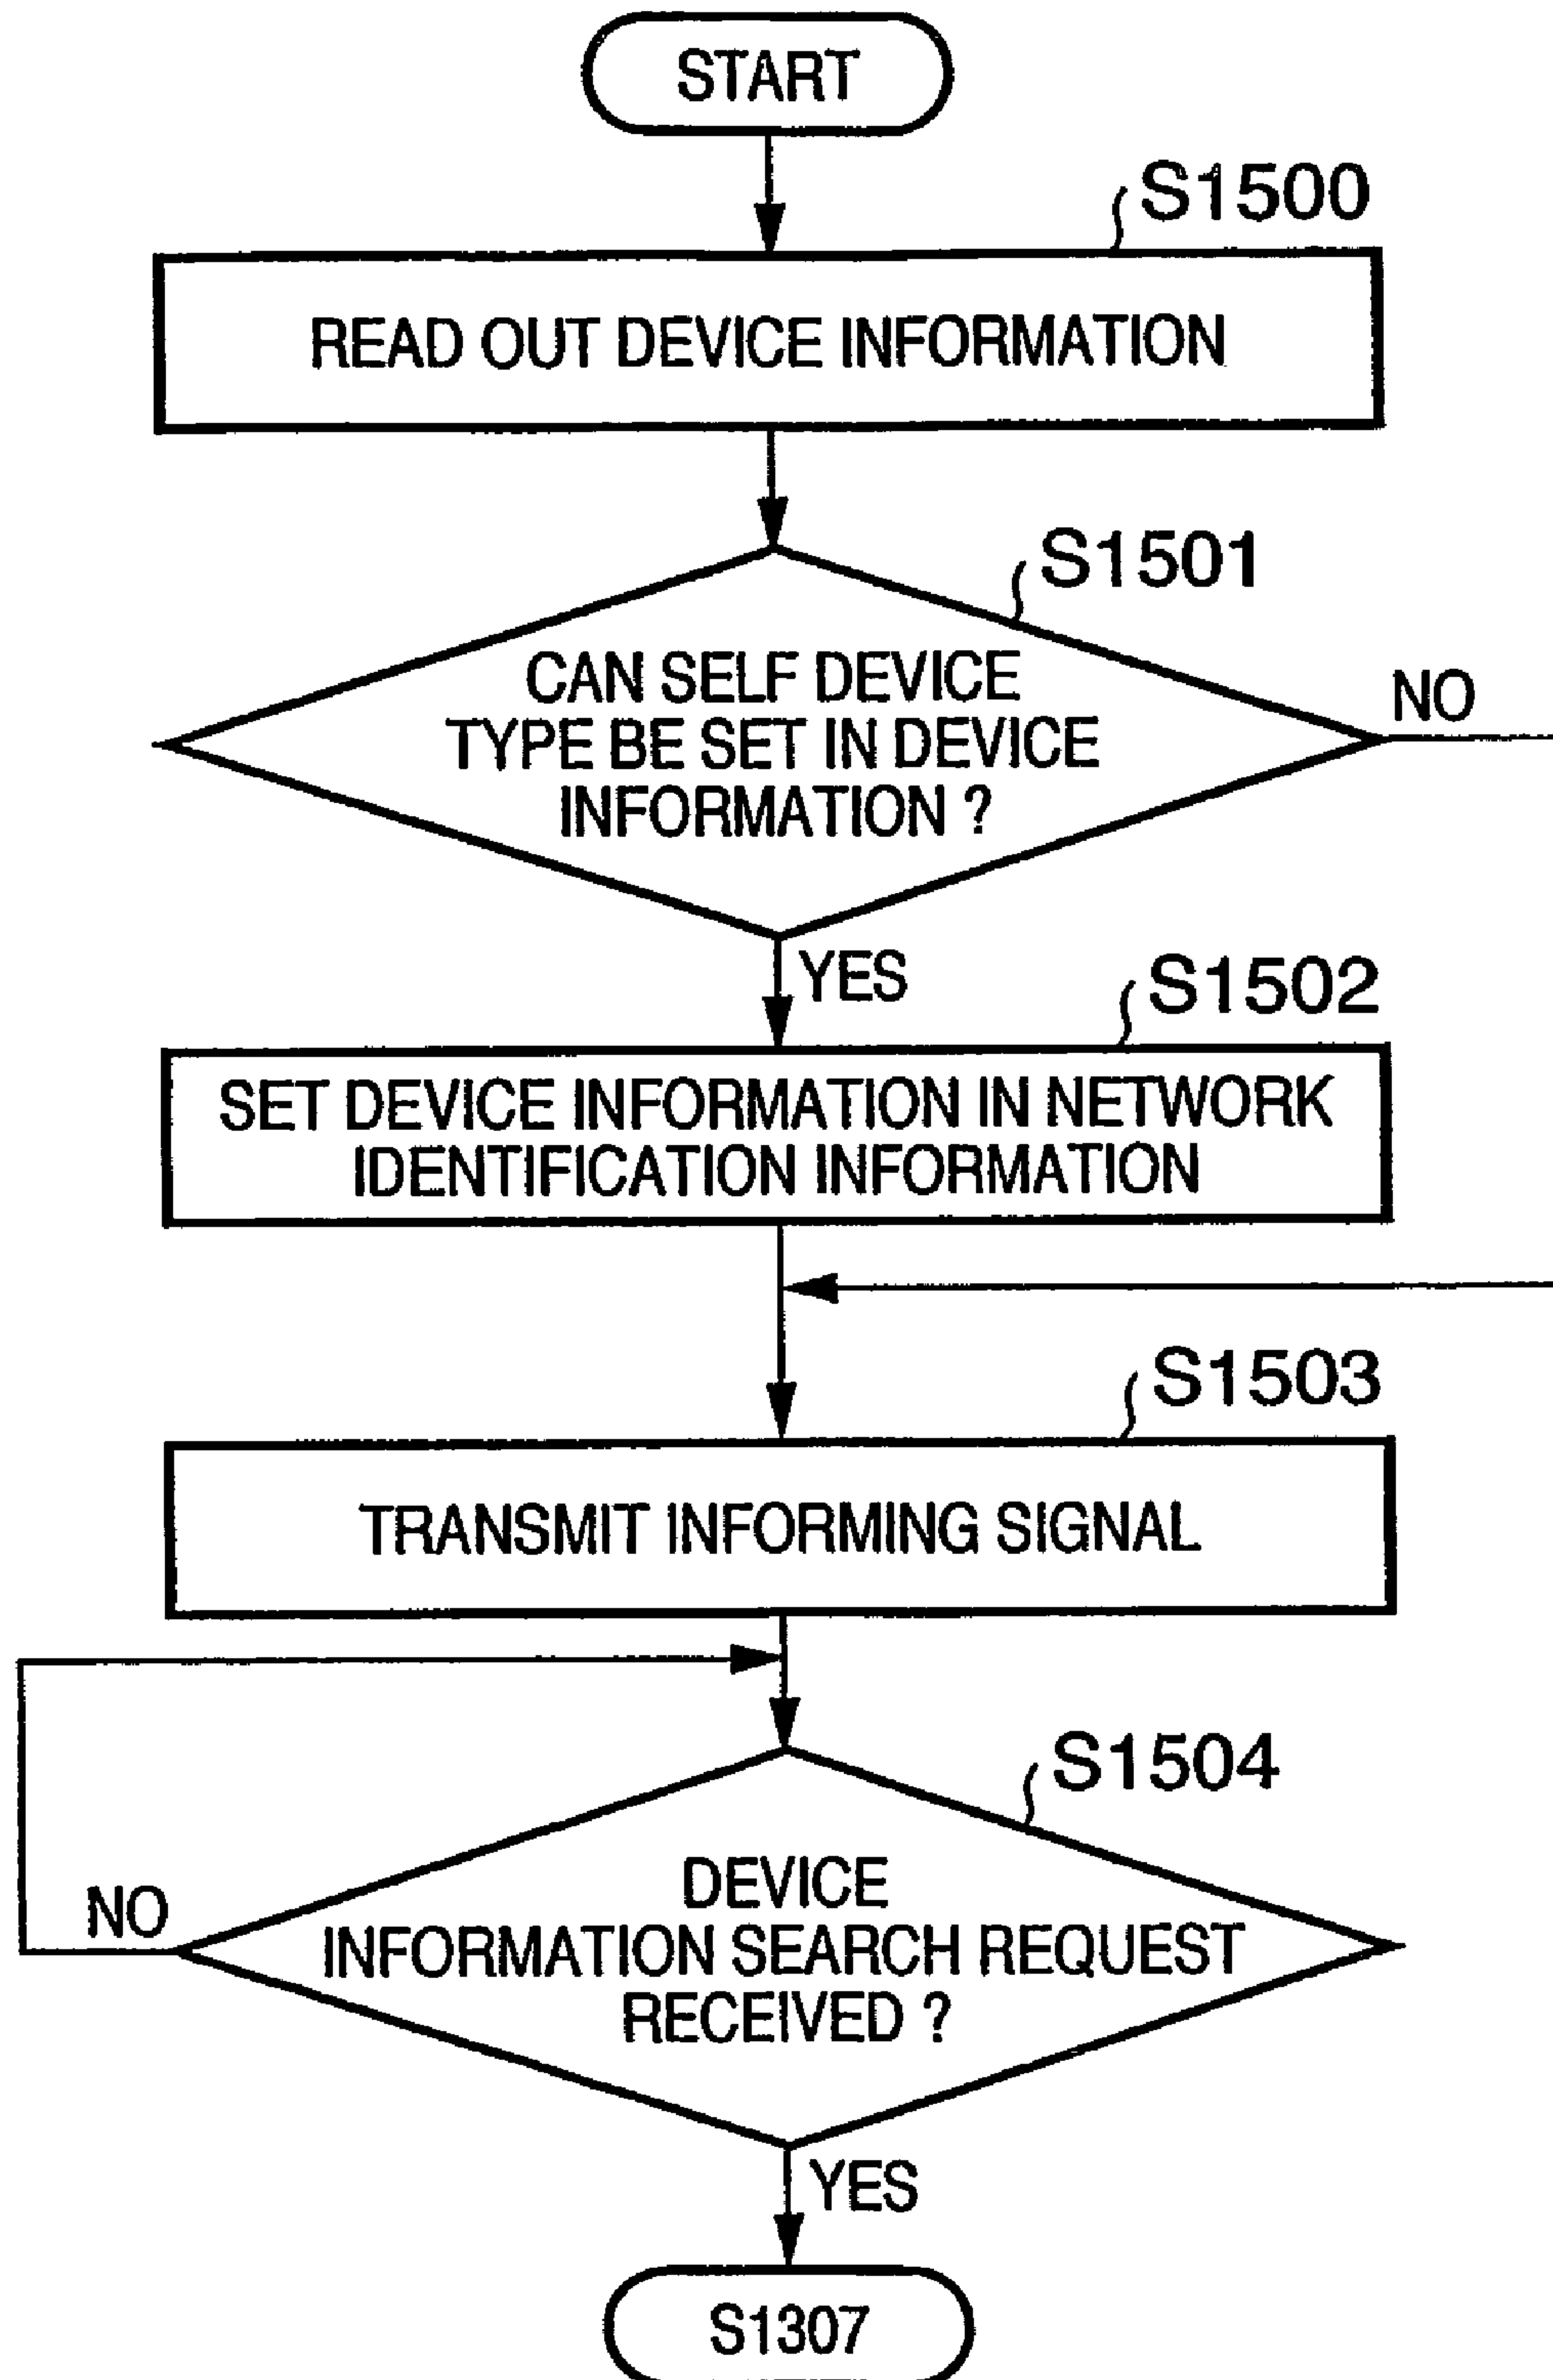 START
S1500
READ OUT DEVICE INFORMATION
S1501
CAN SELF DEVICE
TYPE BE SET IN DEVICE
INFORMATION ?
NO
YES
S1502
SET DEVICE INFORMATION IN NETWORK
IDENTIFICATION INFORMATION
S1503
TRANSMIT INFORMING SIGNAL
S1504
DEVICE
INFORMATION SEARCH REQUEST
RECEIVED ?
NO
YES
S1307